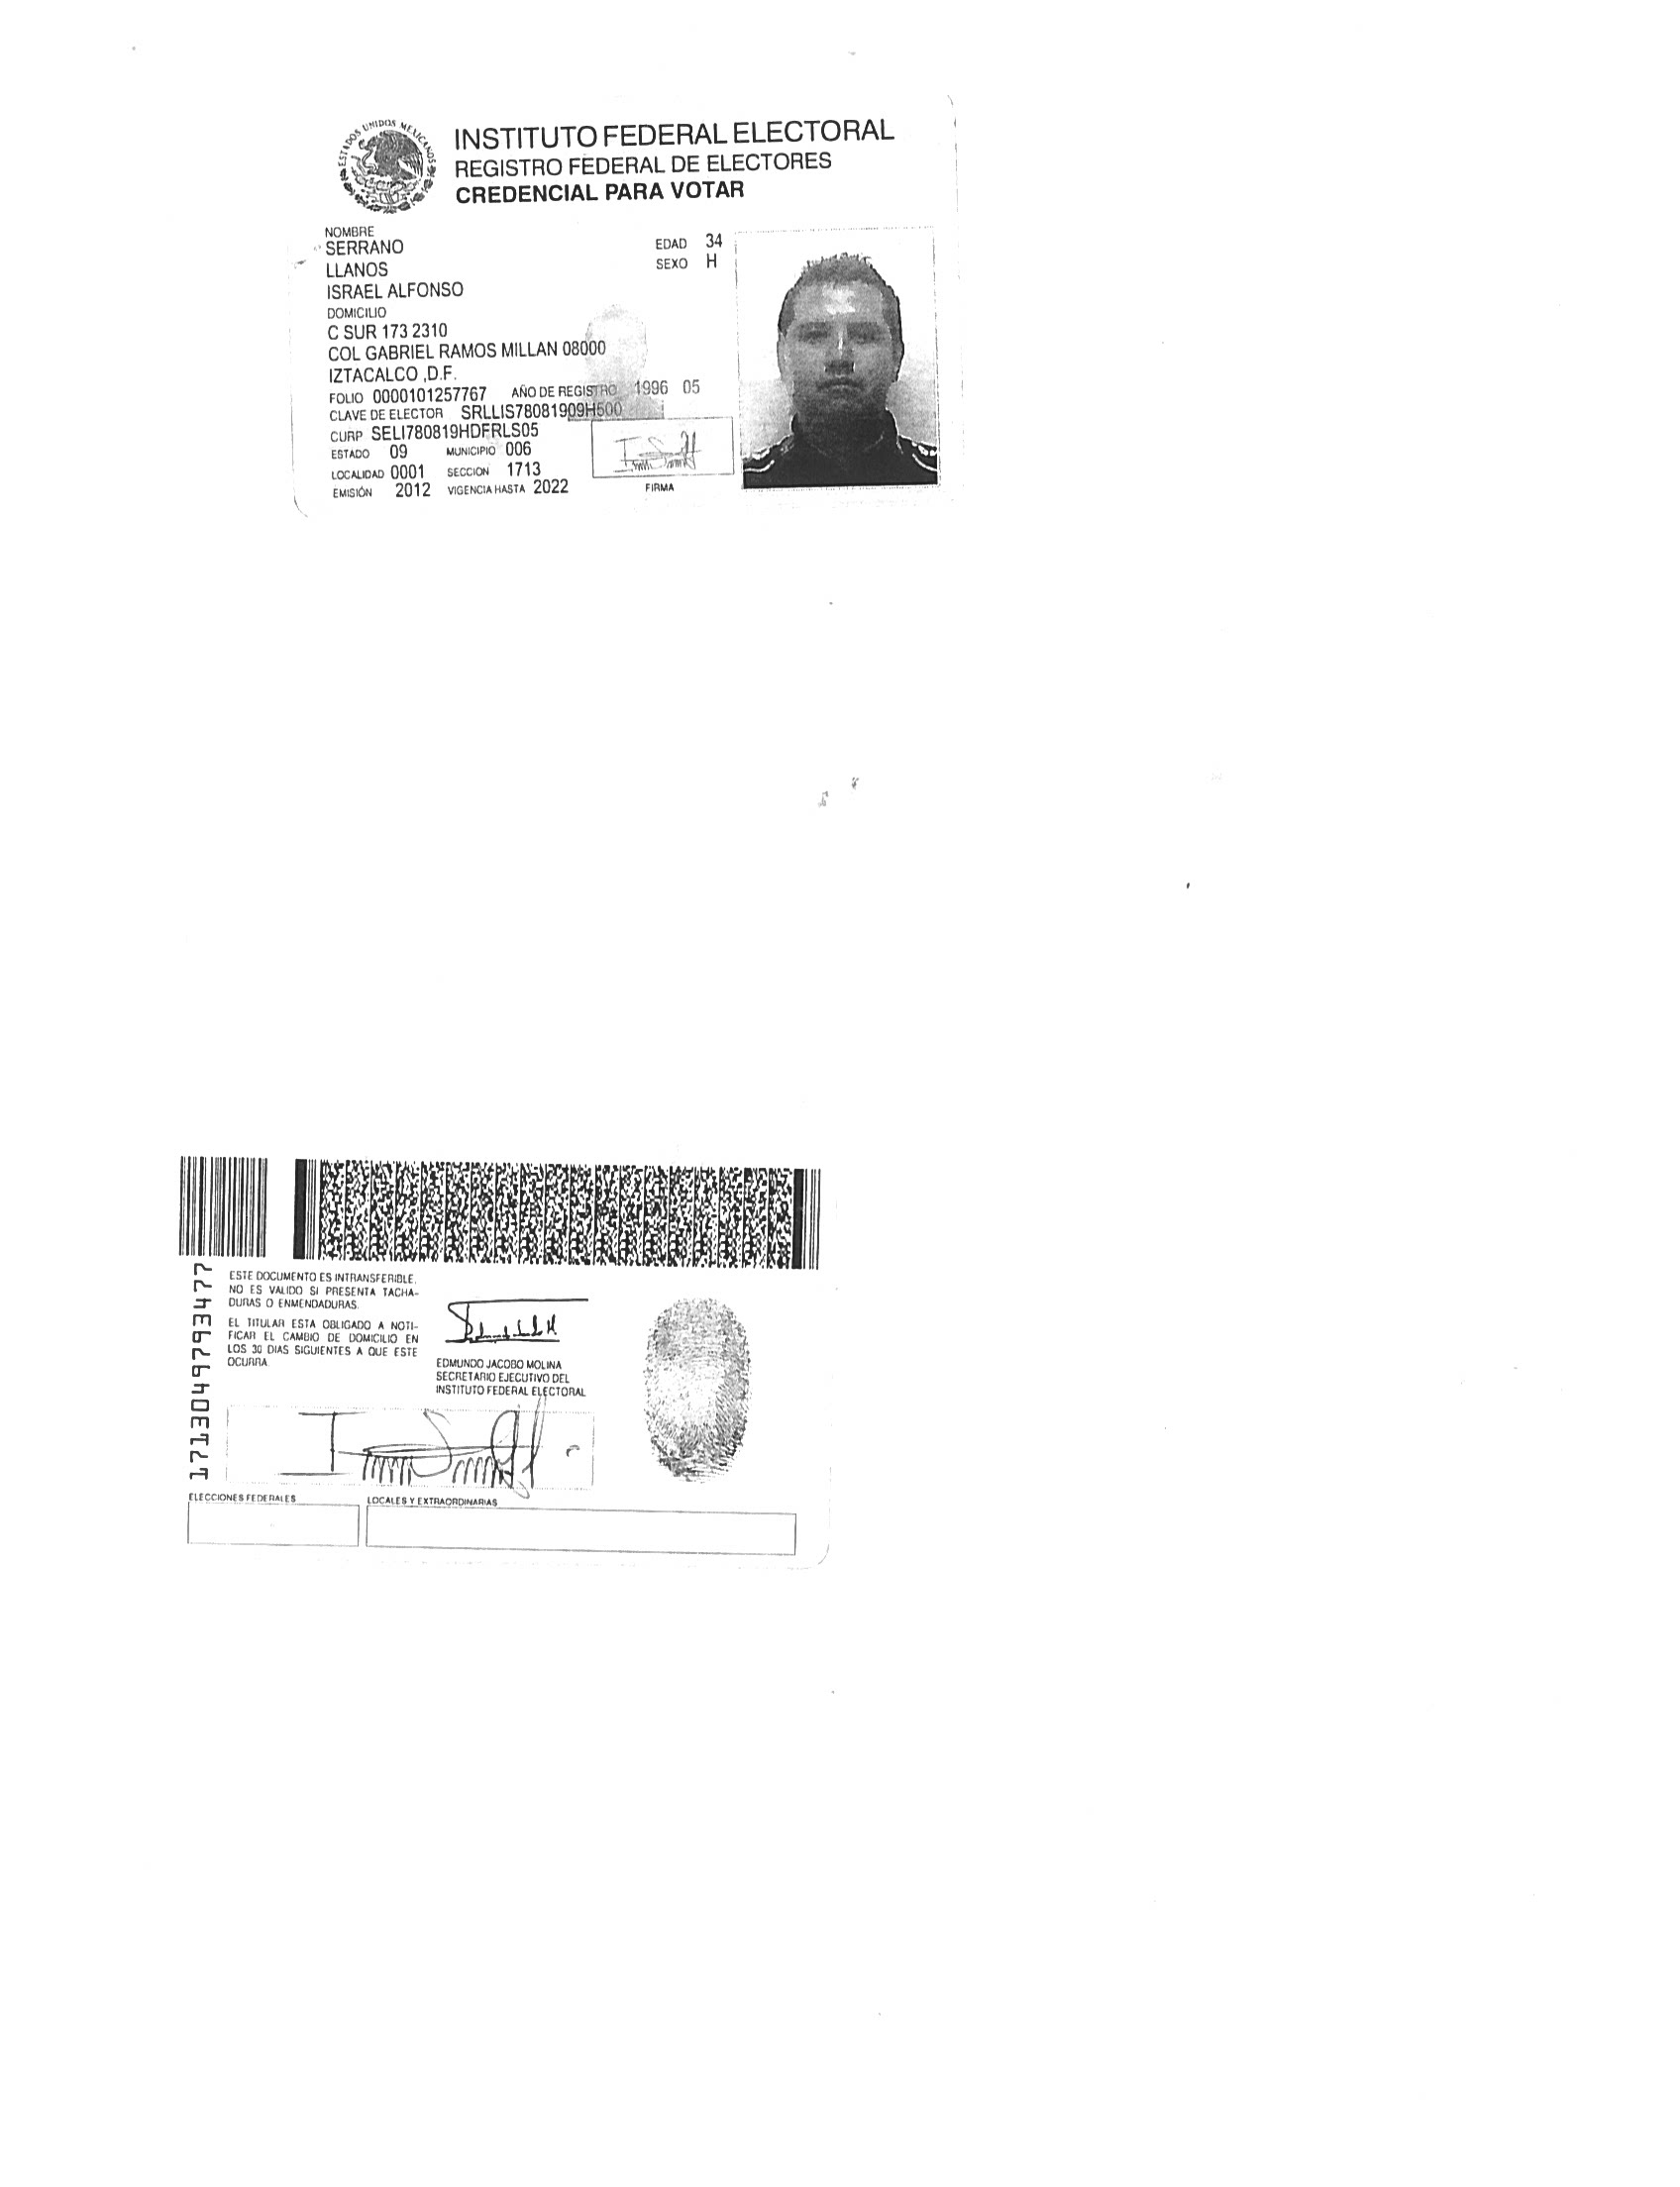 ESTADOS UNIDOS MEXICANOS
INSTITUTO FEDERAL ELECTORAL
REGISTRO FEDERAL DE ELECTORES
CREDENCIAL PARA VOTAR
NOMBRE
SERRANO
LLANOS
ISRAEL ALFONSO
EDAD 34
SEXO H
DOMICILIO
C SUR 173 2310
COL GABRIEL RAMOS MILLAN 08000
IZTACALCO ,D.F.
FOLIO 0000101257767 AÑO DE REGISTRO 1996 05
CLAVE DE ELECTOR SRLLIS78081909H500
CURP SELI780819HDFRLS05
ESTADO 09 MUNICIPIO 006
LOCALIDAD 0001 SECCION 1713
EMISIÓN 2012 VIGENCIA HASTA 2022
FIRMA
1713049793477
ESTE DOCUMENTO ES INTRANSFERIBLE,
NO ES VALIDO SI PRESENTA TACHA-
DURAS O ENMENDADURAS.
EL TITULAR ESTA OBLIGADO A NOTI-
FICAR EL CAMBIO DE DOMICILIO EN
LOS 30 DIAS SIGUIENTES A QUE ESTE
OCURRA.
EDMUNDO JACOBO MOLINA
SECRETARIO EJECUTIVO DEL
INSTITUTO FEDERAL ELECTORAL
ELECCIONES FEDERALES
LOCALES Y EXTRAORDINARIAS